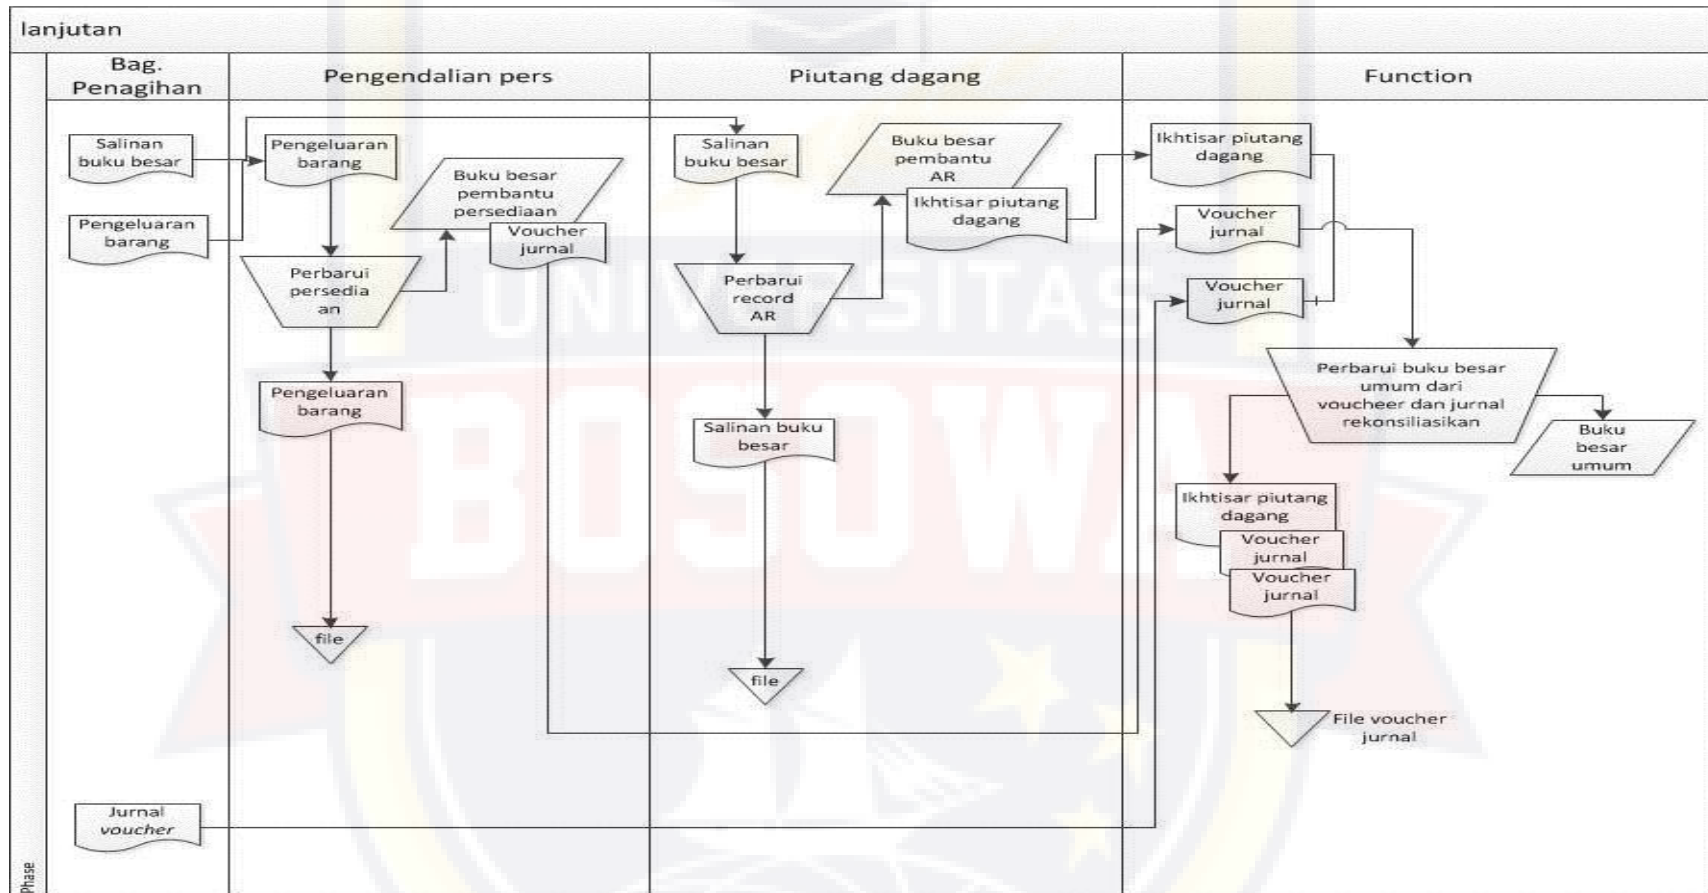 lanjutan
Bag.
Penagihan
Pengendalian pers
Piutang dagang
Function
Salinan
buku besar
Pengeluaran
barang
Jurnal
voucher
Pengeluaran
barang
Buku besar
pembantu
persediaan
Voucher
jurnal
Perbarui
persedia
an
Pengeluaran
barang
file
Salinan
buku besar
Buku besar
pembantu
AR
Ikhtisar piutang
dagang
Perbarui
record
AR
Salinan buku
besar
file
Ikhtisar piutang
dagang
Voucher
jurnal
Voucher
jurnal
Perbarui buku besar
umum dari
voucheer dan jurnal
rekonsiliasikan
Buku
besar
umum
Ikhtisar piutang
dagang
Voucher
jurnal
Voucher
jurnal
File voucher
jurnal
Phase
UNIVERSITAS
BOSOWA